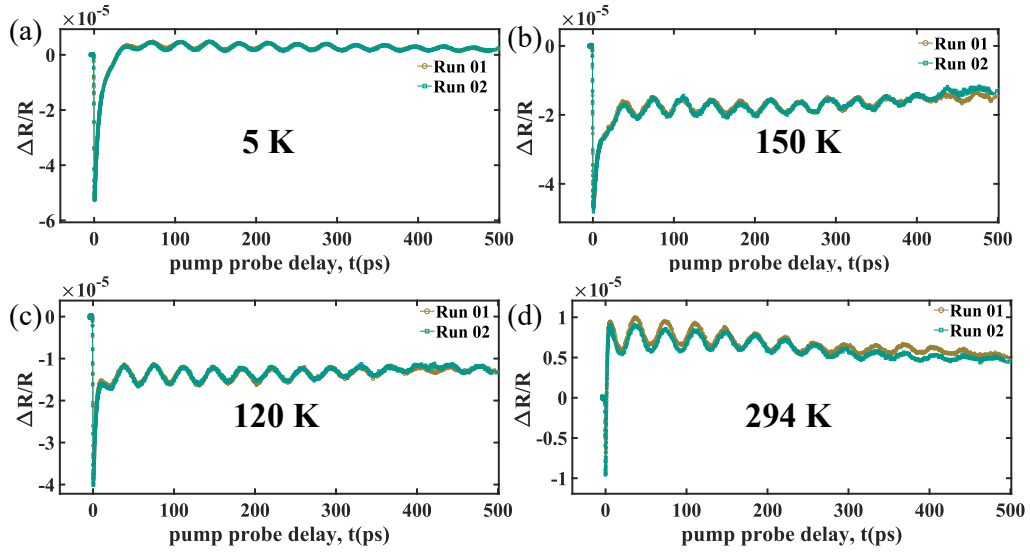 (a)
×10⁻⁵
0
-2
-4
-6
ΔR/R
Run 01
Run 02
5 K
0 100 200 300 400 500
pump probe delay, t(ps)
(b)
×10⁻⁵
0
-2
-4
ΔR/R
Run 01
Run 02
150 K
0 100 200 300 400 500
pump probe delay, t(ps)
(c)
×10⁻⁵
0
-1
-2
-3
-4
ΔR/R
Run 01
Run 02
120 K
0 100 200 300 400 500
pump probe delay, t(ps)
(d)
×10⁻⁵
1
0.5
0
-0.5
-1
ΔR/R
Run 01
Run 02
294 K
0 100 200 300 400 500
pump probe delay, t(ps)